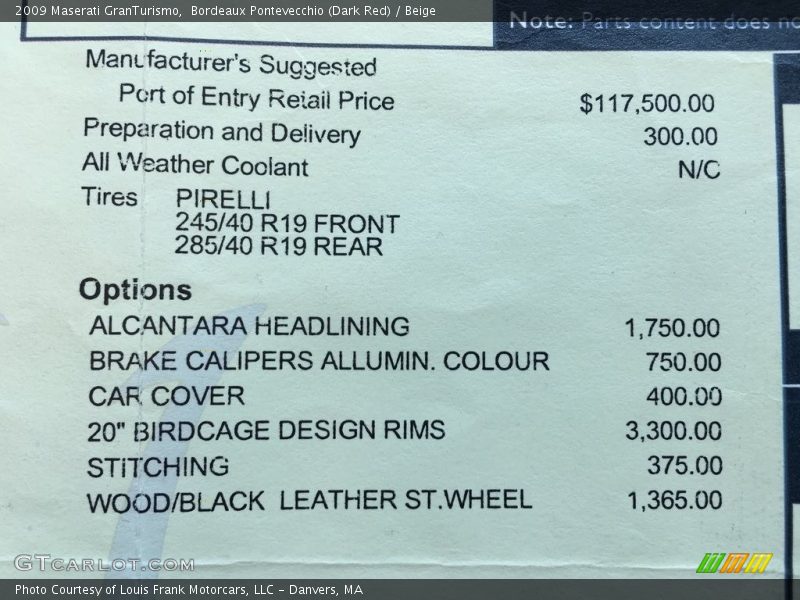 2009 Maserati GranTurismo, Bordeaux Pontevecchio (Dark Red) / Beige
Note: Parts content does no
Manufacturer's Suggested
Port of Entry Retail Price $117,500.00
Preparation and Delivery 300.00
All Weather Coolant N/C
Tires PIRELLI
245/40 R19 FRONT
285/40 R19 REAR
Options
ALCANTARA HEADLINING 1,750.00
BRAKE CALIPERS ALLUMIN. COLOUR 750.00
CAR COVER 400.00
20" BIRDCAGE DESIGN RIMS 3,300.00
STITCHING 375.00
WOOD/BLACK LEATHER ST.WHEEL 1,365.00
GTCARLOT.COM
Photo Courtesy of Louis Frank Motorcars, LLC - Danvers, MA